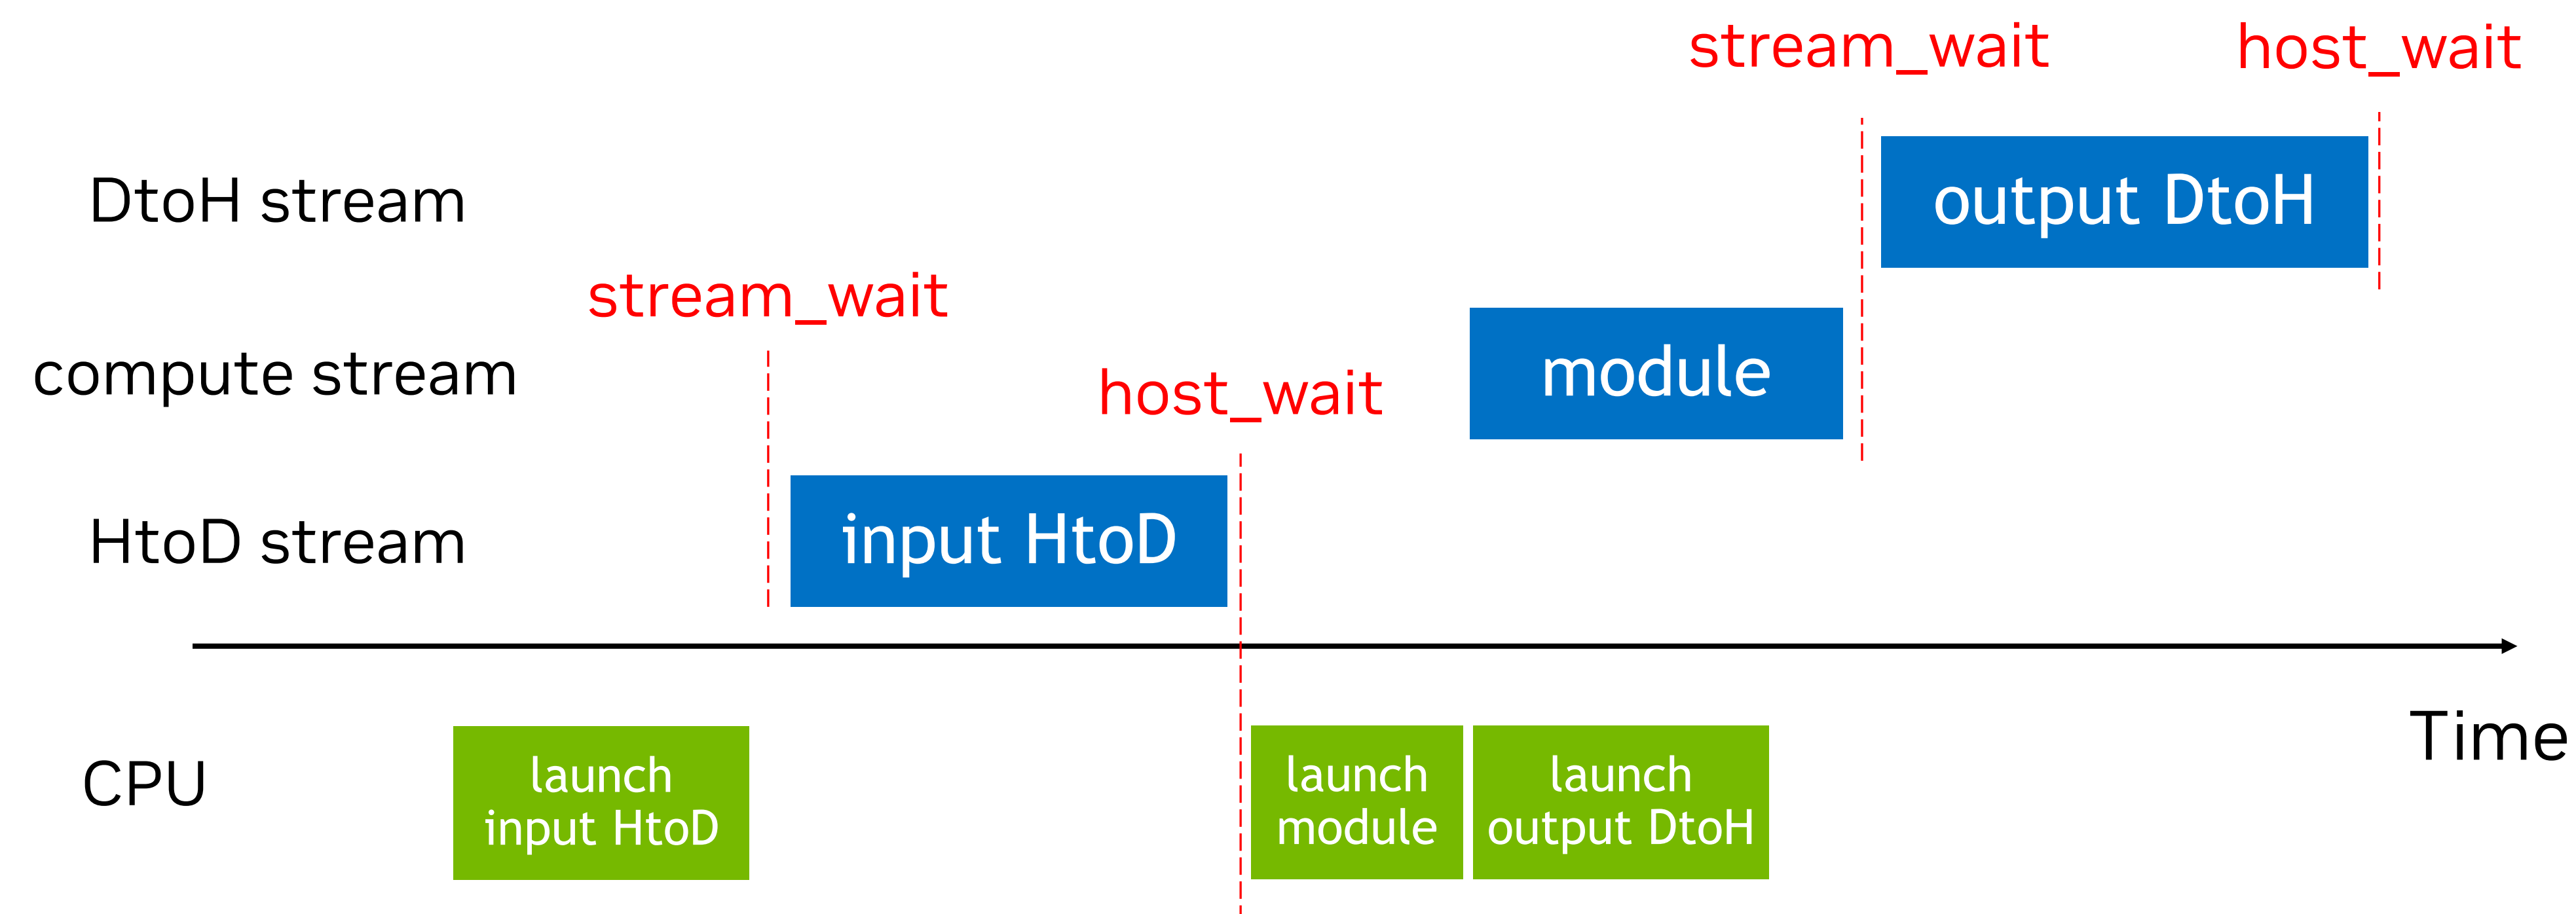 stream_wait
host_wait
DtoH stream
output DtoH
stream_wait
compute stream
module
host_wait
HtoD stream
input HtoD
Time
CPU
launch
input HtoD
launch
module
launch
output DtoH